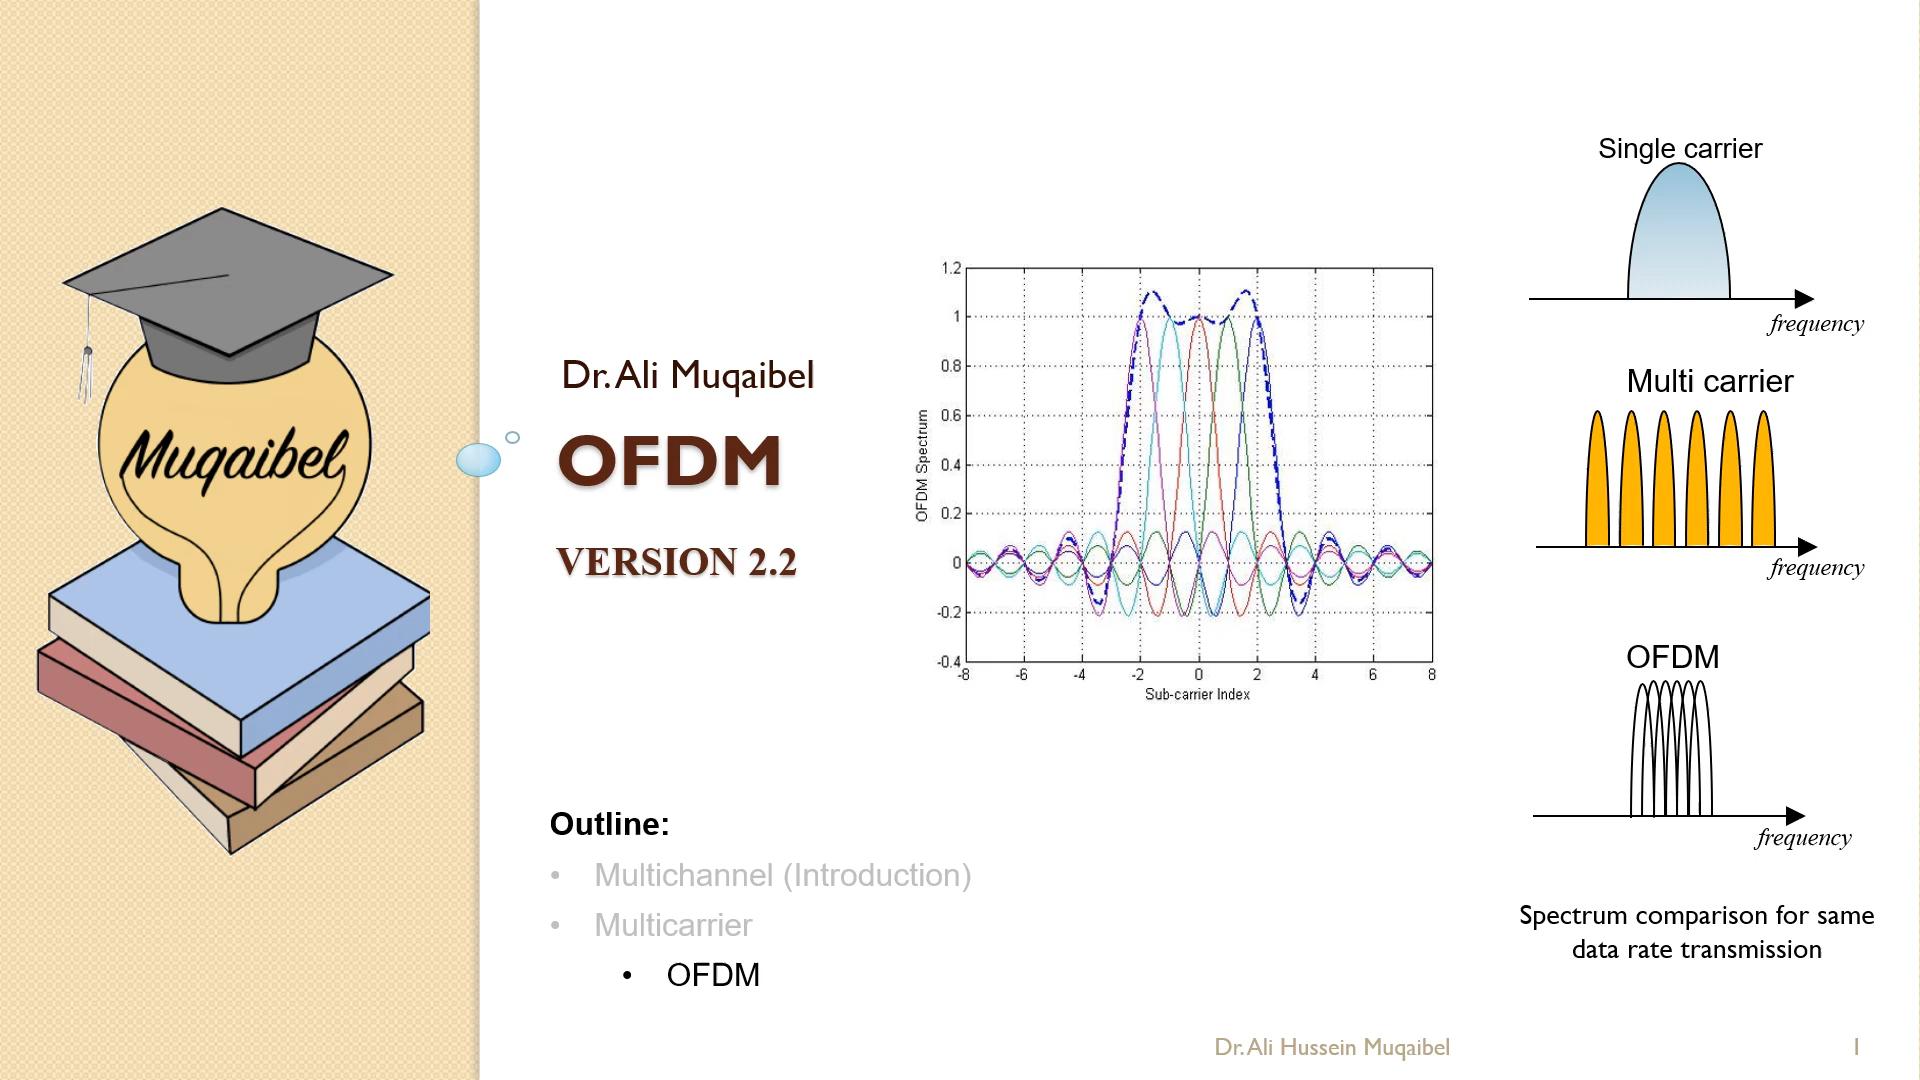 Muqaibel
Dr. Ali Muqaibel
OFDM
VERSION 2.2
OFDM Spectrum
1.2
1
0.8
0.6
0.4
0.2
0
-0.2
-0.4
-8
-6
-4
-2
0
2
4
6
8
Sub-carrier Index
Single carrier
frequency
Multi carrier
frequency
OFDM
frequency
Spectrum comparison for same
data rate transmission
Outline:
• Multichannel (Introduction)
• Multicarrier
• OFDM
Dr. Ali Hussein Muqaibel
1